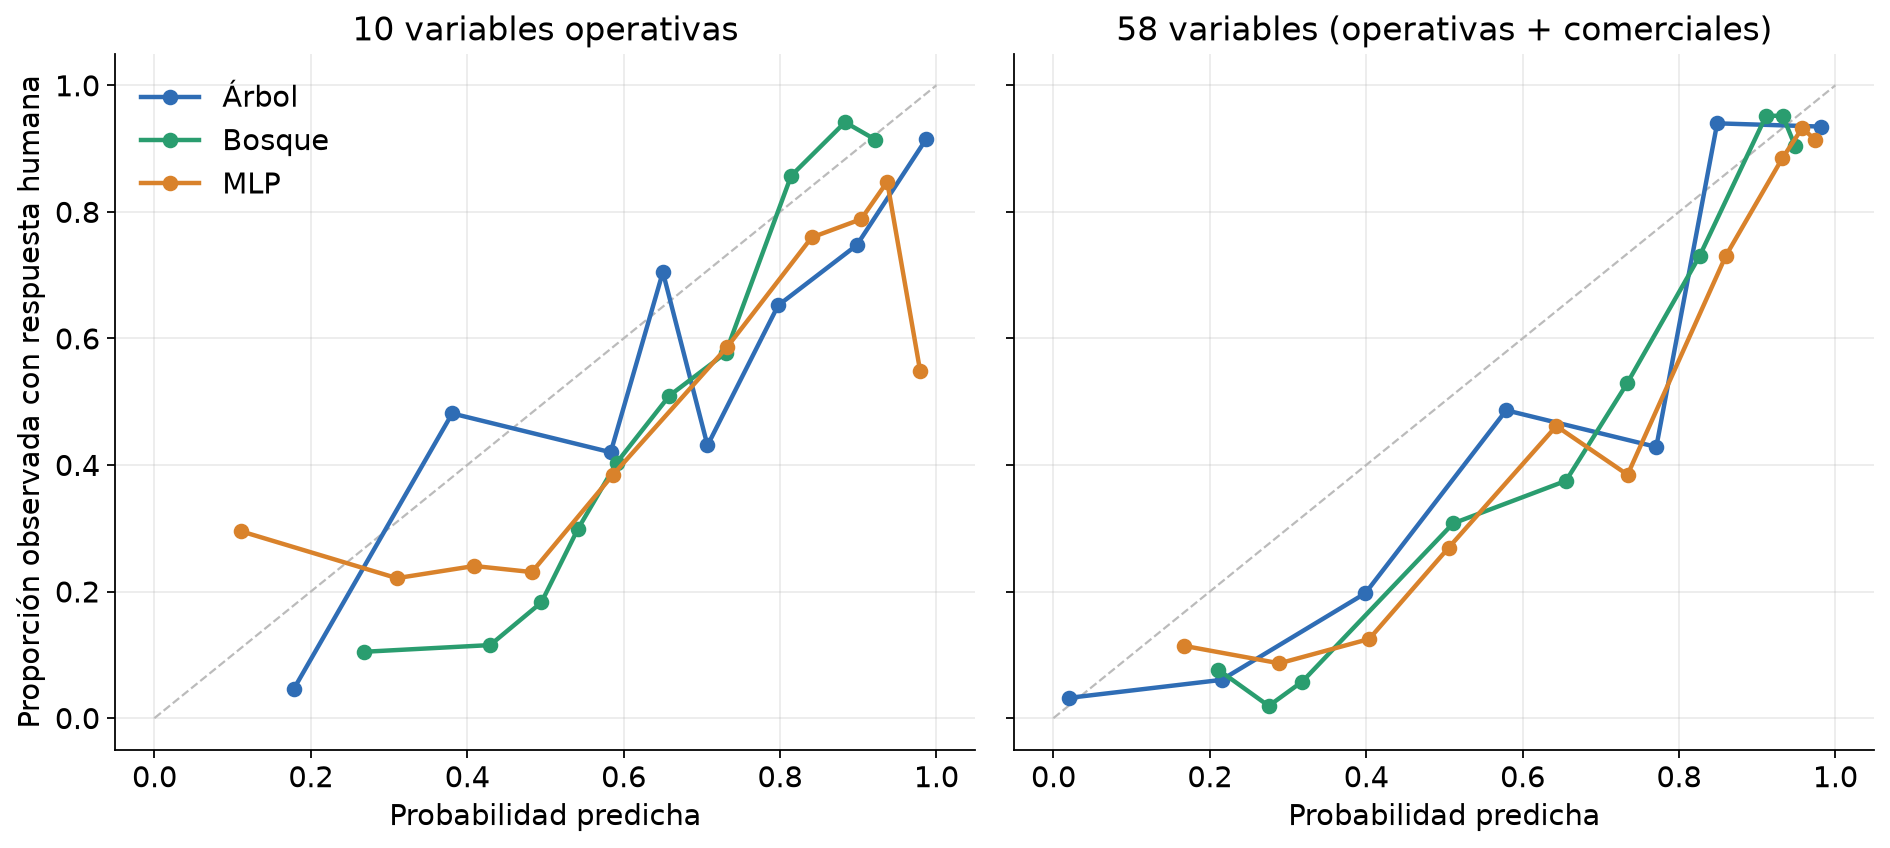 10 variables operativas
58 variables (operativas + comerciales)
Proporción observada con respuesta humana
1.0
0.8
0.6
0.4
0.2
0.0
Árbol
Bosque
MLP
0.0 0.2 0.4 0.6 0.8 1.0
0.0 0.2 0.4 0.6 0.8 1.0
Probabilidad predicha
Probabilidad predicha